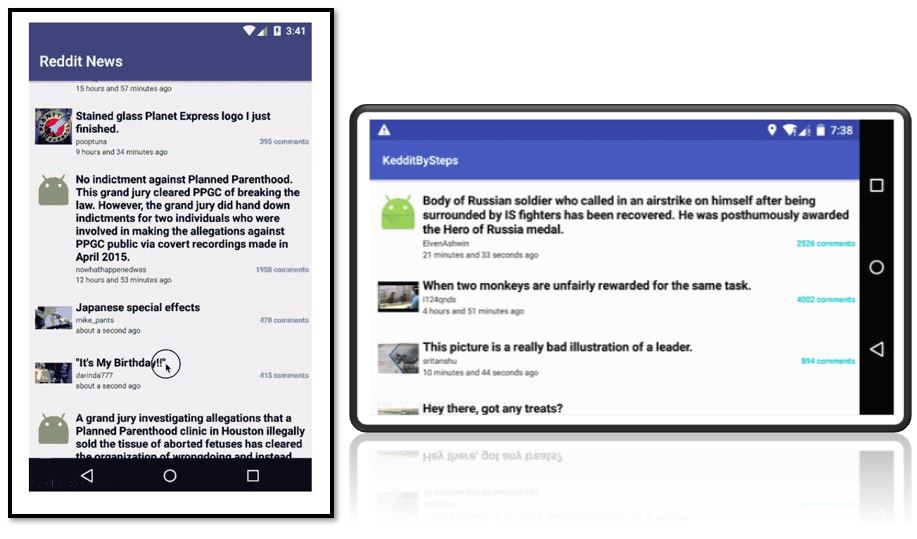 3:41
Reddit News
15 hours and 57 minutes ago
Stained glass Planet Express logo I just
finished.
pooptuna
395 comments
9 hours and 34 minutes ago
No indictment against Planned Parenthood.
This grand jury cleared PPGC of breaking the
law. However, the grand jury did hand down
indictments for two individuals who were
involved in making the allegations against
PPGC public via covert recordings made in
April 2015.
nowhathappenedwas
1958 comments
12 hours and 53 minutes ago
Japanese special effects
mike_pants
478 comments
about a second ago
"It's My Birthday!!".
darinda777
415 comments
about a second ago
A grand jury investigating allegations that a
Planned Parenthood clinic in Houston illegally
sold the tissue of aborted fetuses has cleared
the organization of wrongdoing and instead
7:38
KedditBySteps
Body of Russian soldier who called in an airstrike on himself after being
surrounded by IS fighters has been recovered. He was posthumously awarded
the Hero of Russia medal.
ElvenAshwin
2526 comments
21 minutes and 33 seconds ago
When two monkeys are unfairly rewarded for the same task.
i124qnds
4002 comments
4 hours and 51 minutes ago
This picture is a really bad illustration of a leader.
sritanshu
894 comments
10 minutes and 44 seconds ago
Hey there, got any treats?